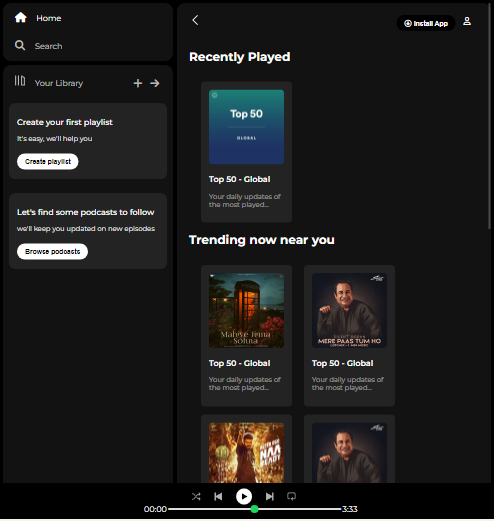 Home
Search
Your Library
Create your first playlist
It's easy, we'll help you
Create playlist
Let's find some podcasts to follow
we'll keep you updated on new episodes
Browse podcasts
Install App
Recently Played
Top 50
GLOBAL
Top 50 - Global
Your daily updates of
the most played...
Trending now near you
Mahiye Jinna
Sohna
Top 50 - Global
Your daily updates of
the most played...
MERE PAAS TUM HO
Top 50 - Global
Your daily updates of
the most played...
NAA
READY
00:00
3:33